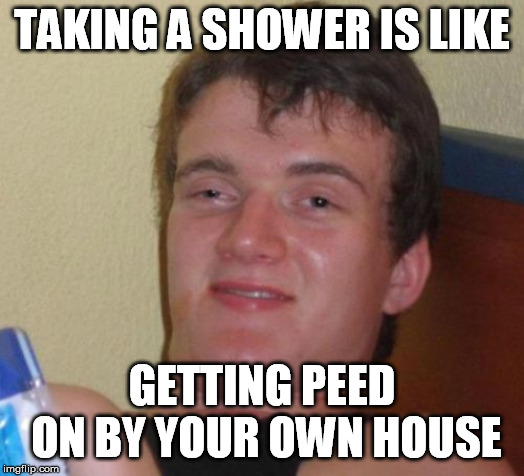 TAKING A SHOWER IS LIKE
GETTING PEED
ON BY YOUR OWN HOUSE
imgflip.com